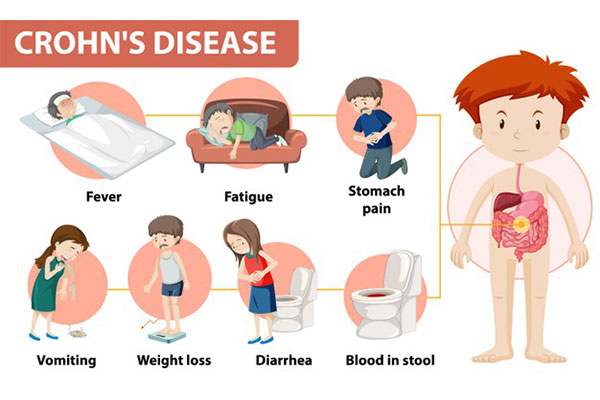 CROHN'S DISEASE
Fever
Fatigue
Stomach
pain
Vomiting
Weight loss
Diarrhea
Blood in stool